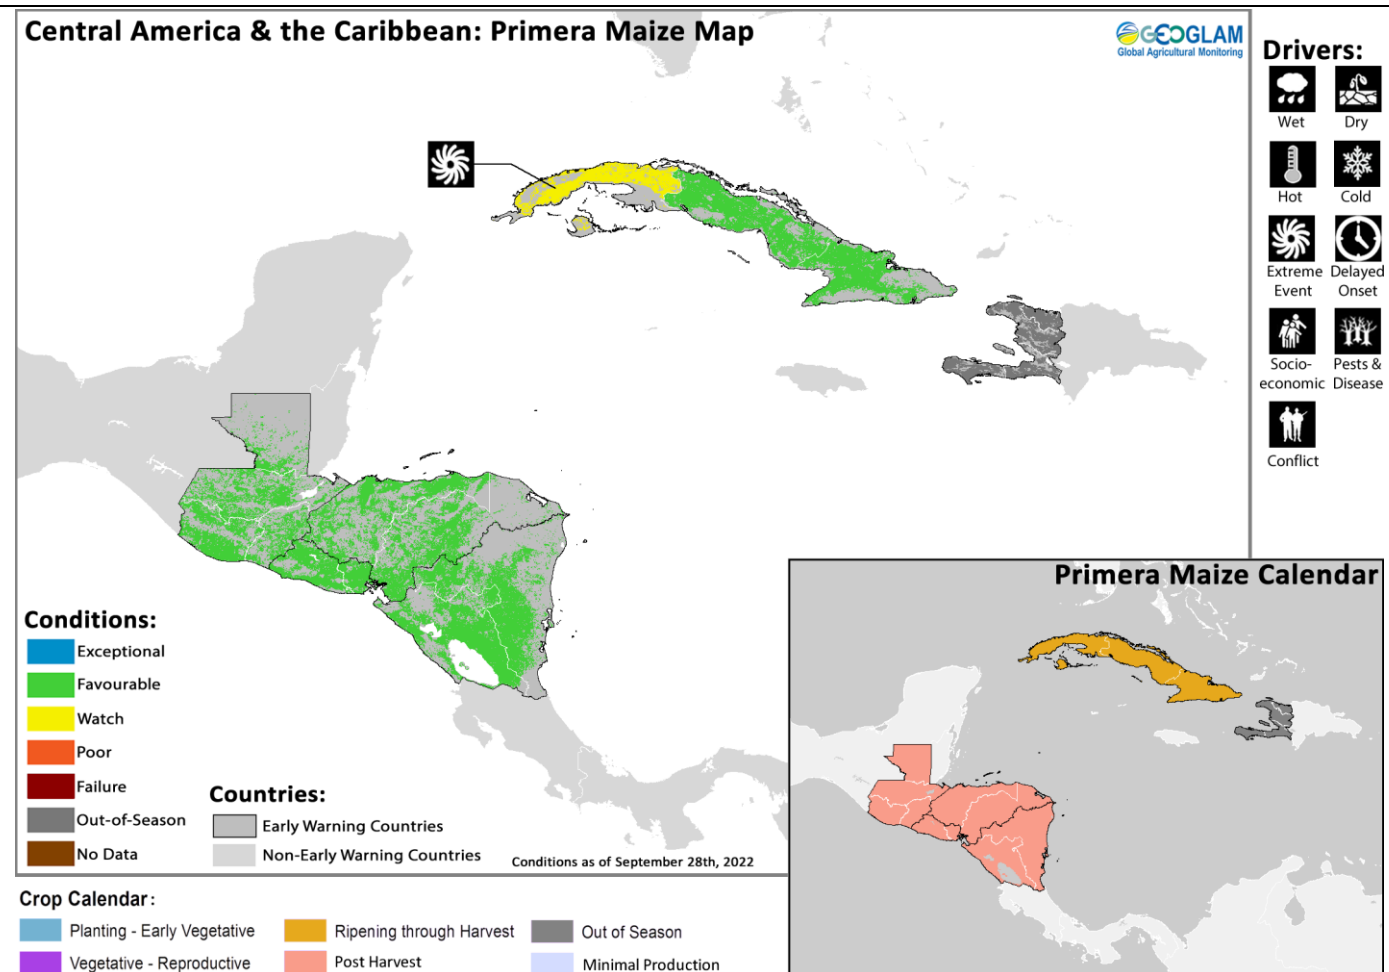 Central America & the Caribbean: Primera Maize Map
GEOGLAM
Global Agricultural Monitoring
Drivers:
Wet
Dry
Hot
Cold
Extreme Event
Delayed Onset
Socio-economic
Pests & Disease
Conflict
Conditions:
Exceptional
Favourable
Watch
Poor
Failure
Out-of-Season
No Data
Countries:
Early Warning Countries
Non-Early Warning Countries
Conditions as of September 28th, 2022
Primera Maize Calendar
Crop Calendar:
Planting - Early Vegetative
Ripening through Harvest
Out of Season
Vegetative - Reproductive
Post Harvest
Minimal Production